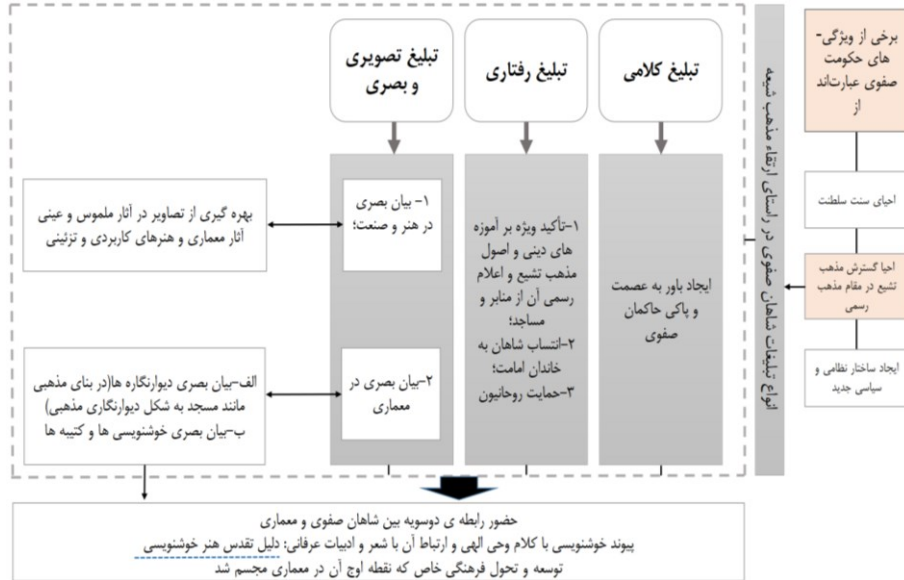 برخی از ویژگی-
های حکومت
صفوی عبارت‌اند
از
احیای سنت سلطنت
احیا گسترش مذهب
تشیع در مقام مذهب
رسمی
ایجاد ساختار نظامی و
سیاسی جدید
انواع تبلیغات شاهان صفوی در راستای ارتقاء مذهب شیعه
تبلیغ کلامی
ایجاد باور به عصمت
و پاکی حاکمان
صفوی
تبلیغ رفتاری
۱-تأکید ویژه بر آموزه
های دینی و اصول
مذهب تشیع و اعلام
رسمی آن از منابر و
مساجد؛
۲-انتساب شاهان به
خاندان امامت؛
۳-حمایت روحانیون
تبلیغ تصویری
و بصری
۱- بیان بصری
در هنر و صنعت؛
۲-بیان بصری در
معماری
بهره گیری از تصاویر در آثار ملموس و عینی
آثار معماری و هنرهای کاربردی و تزئینی
الف-بیان بصری دیوارنگاره ها(در بنای مذهبی
مانند مسجد به شکل دیوارنگاری مذهبی)
ب-بیان بصری خوشنویسی ها و کتیبه ها
حضور رابطه ی دوسویه بین شاهان صفوی و معماری
پیوند خوشنویسی با کلام وحی الهی و ارتباط آن با شعر و ادبیات عرفانی: دلیل تقدس هنر خوشنویسی
توسعه و تحول فرهنگی خاص که نقطه اوج آن در معماری مجسم شد